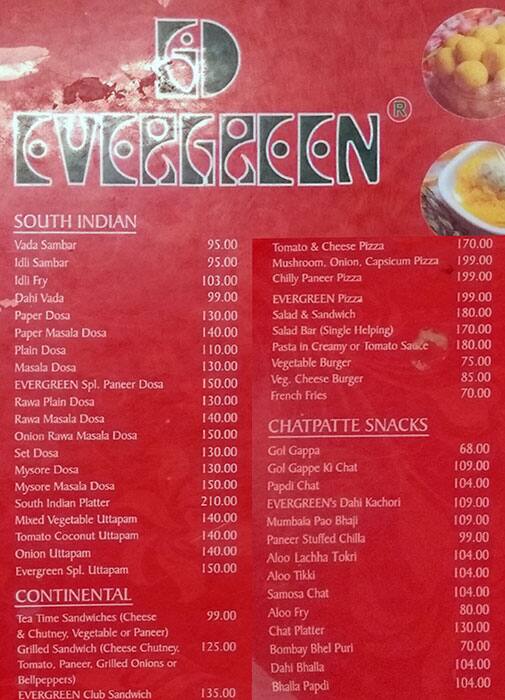 EVERGREEN ®
SOUTH INDIAN
Vada Sambar 95.00
Idli Sambar 95.00
Idli Fry 103.00
Dahi Vada 99.00
Paper Dosa 130.00
Paper Masala Dosa 140.00
Plain Dosa 110.00
Masala Dosa 130.00
EVERGREEN Spl. Paneer Dosa 150.00
Rawa Plain Dosa 130.00
Rawa Masala Dosa 140.00
Onion Rawa Masala Dosa 150.00
Set Dosa 130.00
Mysore Dosa 130.00
Mysore Masala Dosa 150.00
South Indian Platter 210.00
Mixed Vegetable Uttapam 140.00
Tomato Coconut Uttapam 140.00
Onion Uttapam 140.00
Evergreen Spl. Uttapam 150.00
CONTINENTAL
Tea Time Sandwiches (Cheese 99.00
& Chutney, Vegetable or Paneer)
Grilled Sandwich (Cheese Chutney, 125.00
Tomato, Paneer, Grilled Onions or
Bellpeppers)
EVERGREEN Club Sandwich 135.00
Tomato & Cheese Pizza 170.00
Mushroom, Onion, Capsicum Pizza 199.00
Chilly Paneer Pizza 199.00
EVERGREEN Pizza 199.00
Salad & Sandwich 180.00
Salad Bar (Single Helping) 170.00
Pasta in Creamy or Tomato Sauce 180.00
Vegetable Burger 75.00
Veg. Cheese Burger 85.00
French Fries 70.00
CHATPATTE SNACKS
Gol Gappa 68.00
Gol Gappe Ki Chat 109.00
Papdi Chat 104.00
EVERGREEN's Dahi Kachori 109.00
Mumbaia Pao Bhaji 109.00
Paneer Stuffed Chilla 99.00
Aloo Lachha Tokri 104.00
Aloo Tikki 104.00
Samosa Chat 104.00
Aloo Fry 80.00
Chat Platter 130.00
Bombay Bhel Puri 70.00
Dahi Bhalla 104.00
Bhalla Papdi 104.00